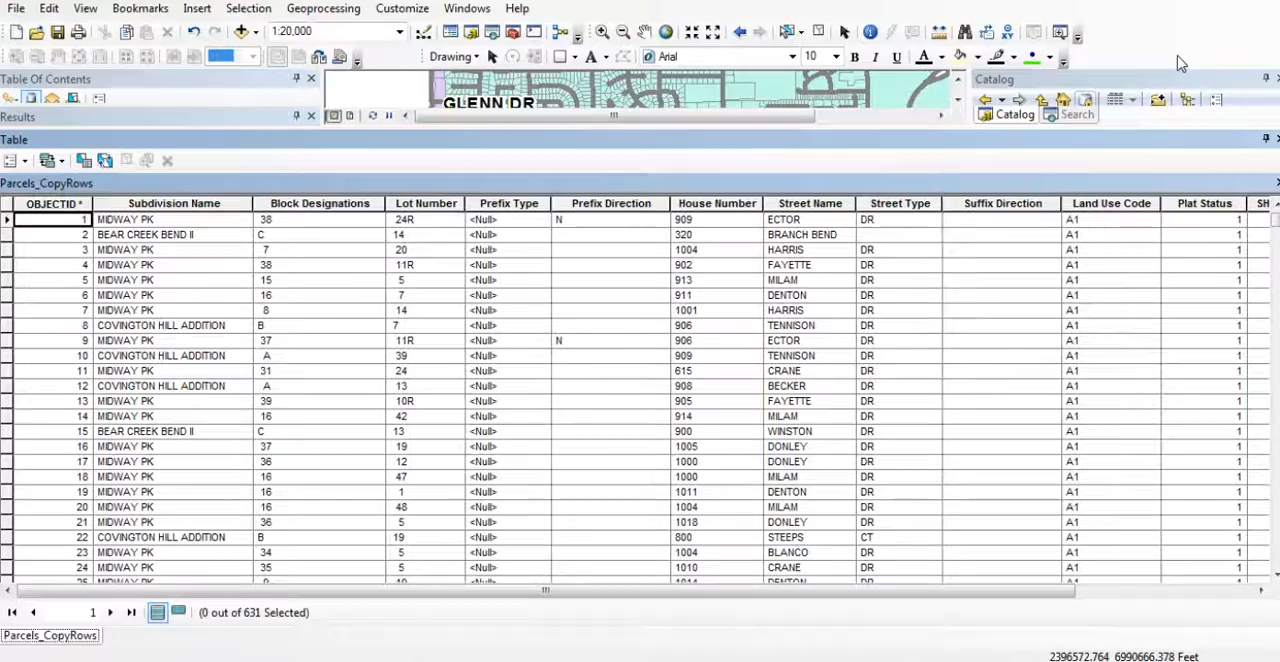 File Edit View Bookmarks Insert Selection Geoprocessing Customize Windows Help
1:20,000
Drawing A Arial 10 B I U A
Table Of Contents
GLENN DR
Catalog
Results
Catalog Search
Table
Parcels_CopyRows
OBJECTID * Subdivision Name Block Designations Lot Number Prefix Type Prefix Direction House Number Street Name Street Type Suffix Direction Land Use Code Plat Status SH
1 MIDWAY PK 38 24R <Null> N 909 ECTOR DR A1 1
2 BEAR CREEK BEND II C 14 <Null> 320 BRANCH BEND A1 1
3 MIDWAY PK 7 20 <Null> 1004 HARRIS DR A1 1
4 MIDWAY PK 38 11R <Null> 902 FAYETTE DR A1 1
5 MIDWAY PK 15 5 <Null> 913 MILAM DR A1 1
6 MIDWAY PK 16 7 <Null> 911 DENTON DR A1 1
7 MIDWAY PK 8 14 <Null> 1001 HARRIS DR A1 1
8 COVINGTON HILL ADDITION B 7 <Null> 906 TENNISON DR A1 1
9 MIDWAY PK 37 11R <Null> N 906 ECTOR DR A1 1
10 COVINGTON HILL ADDITION A 39 <Null> 909 TENNISON DR A1 1
11 MIDWAY PK 31 24 <Null> 615 CRANE DR A1 1
12 COVINGTON HILL ADDITION A 13 <Null> 908 BECKER DR A1 1
13 MIDWAY PK 39 10R <Null> 905 FAYETTE DR A1 1
14 MIDWAY PK 16 42 <Null> 914 MILAM DR A1 1
15 BEAR CREEK BEND II C 13 <Null> 900 WINSTON DR A1 1
16 MIDWAY PK 37 19 <Null> 1005 DONLEY DR A1 1
17 MIDWAY PK 36 12 <Null> 1000 DONLEY DR A1 1
18 MIDWAY PK 16 47 <Null> 1000 MILAM DR A1 1
19 MIDWAY PK 16 1 <Null> 1011 DENTON DR A1 1
20 MIDWAY PK 16 48 <Null> 1004 MILAM DR A1 1
21 MIDWAY PK 36 5 <Null> 1018 DONLEY DR A1 1
22 COVINGTON HILL ADDITION B 19 <Null> 800 STEEPS CT A1 1
23 MIDWAY PK 34 5 <Null> 1004 BLANCO DR A1 1
24 MIDWAY PK 35 5 <Null> 1010 CRANE DR A1 1
25 MIDWAY PK 9 19 <Null> 1014 DENTON DR A1 1
1 (0 out of 631 Selected)
Parcels_CopyRows
2396572.764 6990666.378 Feet